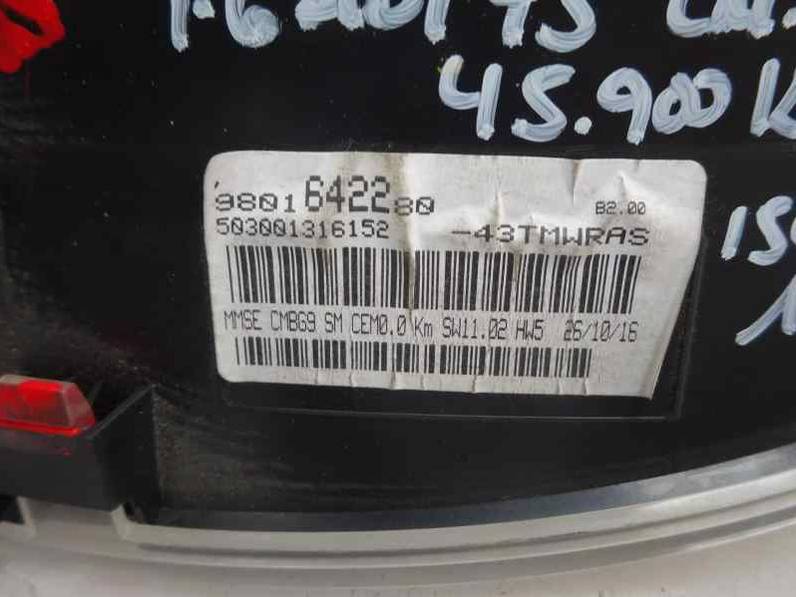 45.900 K
9801642280 B2.00
503001316152 -43TMWRAS
MMSE CMBG9 SM CEM0.0 Km SW11.02 HW5 26/10/16